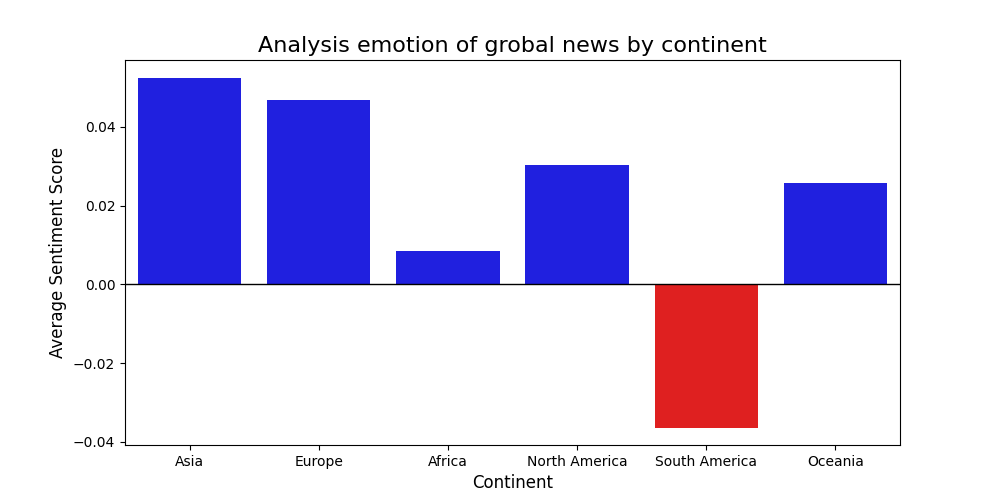 Analysis emotion of grobal news by continent
Average Sentiment Score
0.04
0.02
0.00
−0.02
−0.04
Asia Europe Africa North America South America Oceania
Continent